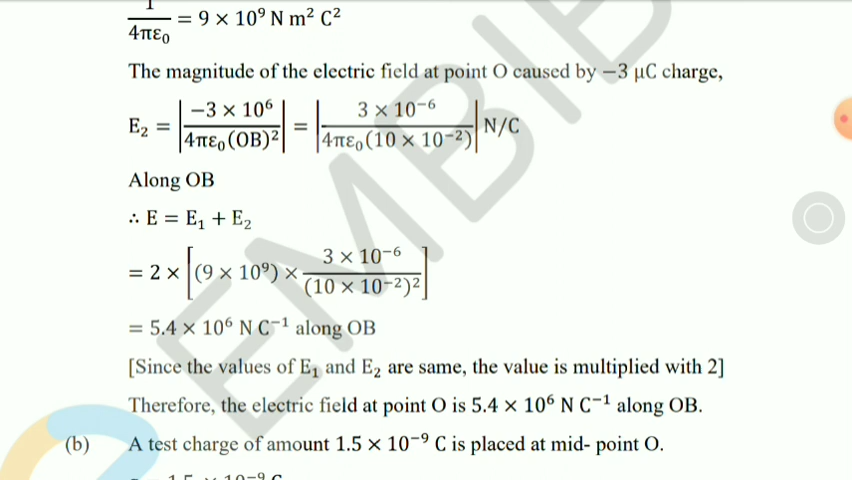 1/4πε₀ = 9 × 10⁹ N m² C²
The magnitude of the electric field at point O caused by −3 μC charge,
E₂ = |−3 × 10⁶/4πε₀(OB)²| = |3 × 10⁻⁶/4πε₀(10 × 10⁻²)| N/C
Along OB
∴ E = E₁ + E₂
= 2 × [(9 × 10⁹) × 3 × 10⁻⁶/(10 × 10⁻²)²]
= 5.4 × 10⁶ N C⁻¹ along OB
[Since the values of E₁ and E₂ are same, the value is multiplied with 2]
Therefore, the electric field at point O is 5.4 × 10⁶ N C⁻¹ along OB.
(b) A test charge of amount 1.5 × 10⁻⁹ C is placed at mid- point O.
EMBIB